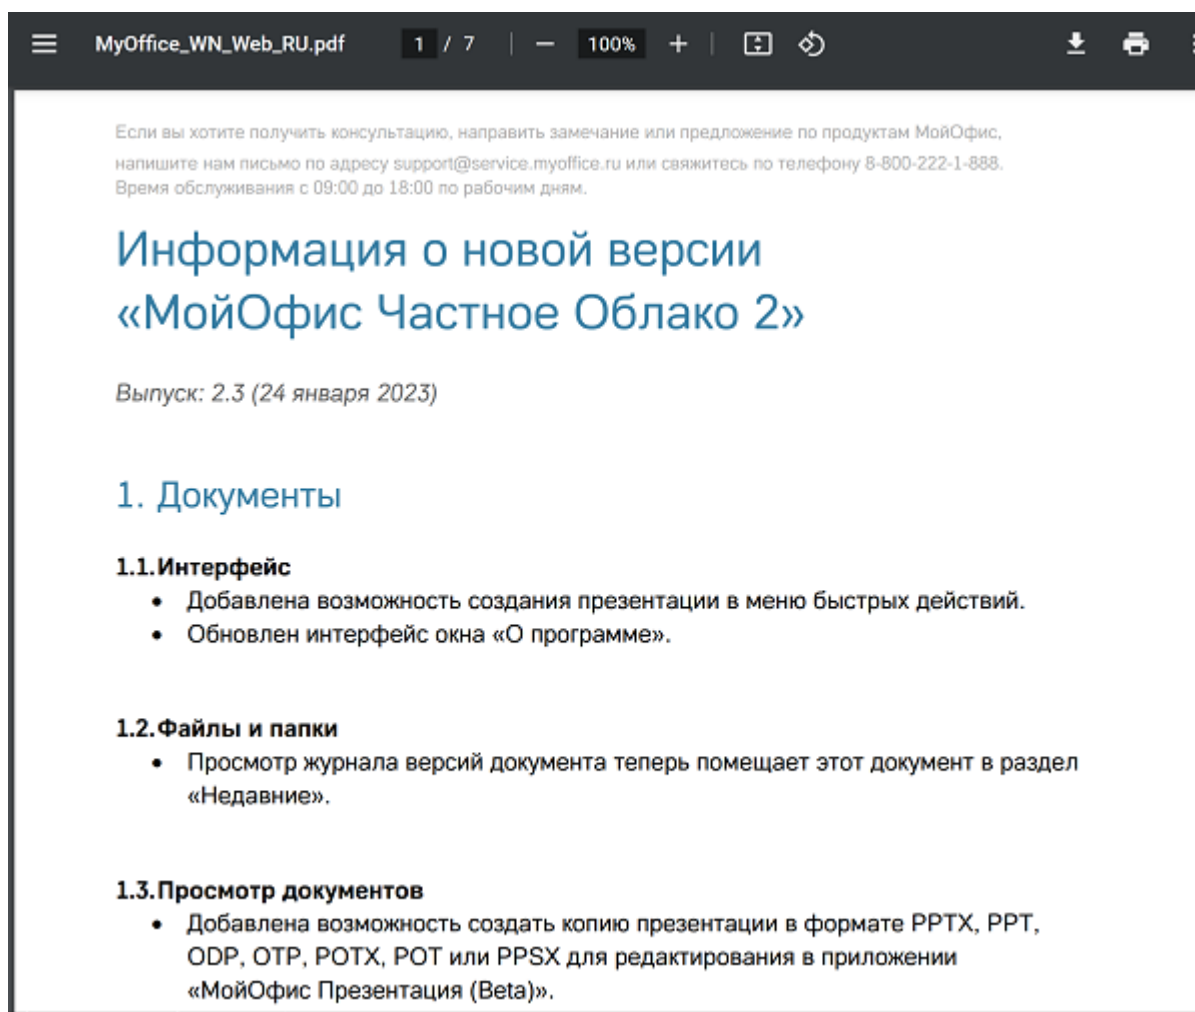 MyOffice_WN_Web_RU.pdf 1 / 7 | − 100% + |
Если вы хотите получить консультацию, направить замечание или предложение по продуктам МойОфис,
напишите нам письмо по адресу support@service.myoffice.ru или свяжитесь по телефону 8-800-222-1-888.
Время обслуживания с 09:00 до 18:00 по рабочим дням.
Информация о новой версии
«МойОфис Частное Облако 2»
Выпуск: 2.3 (24 января 2023)
1. Документы
1.1. Интерфейс
• Добавлена возможность создания презентации в меню быстрых действий.
• Обновлен интерфейс окна «О программе».
1.2. Файлы и папки
• Просмотр журнала версий документа теперь помещает этот документ в раздел
«Недавние».
1.3. Просмотр документов
• Добавлена возможность создать копию презентации в формате PPTX, PPT,
ODP, OTP, POTX, POT или PPSX для редактирования в приложении
«МойОфис Презентация (Beta)».